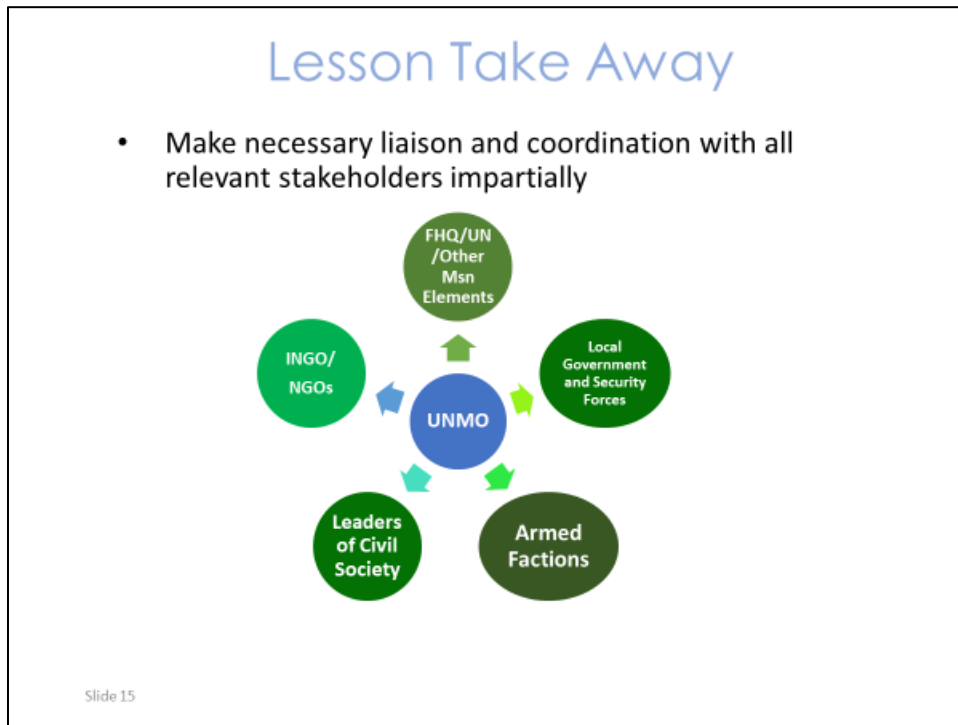 Lesson Take Away
• Make necessary liaison and coordination with all
relevant stakeholders impartially
FHQ/UN
/Other
Msn
Elements
INGO/
NGOs
Local
Government
and Security
Forces
UNMO
Leaders
of Civil
Society
Armed
Factions
Slide 15